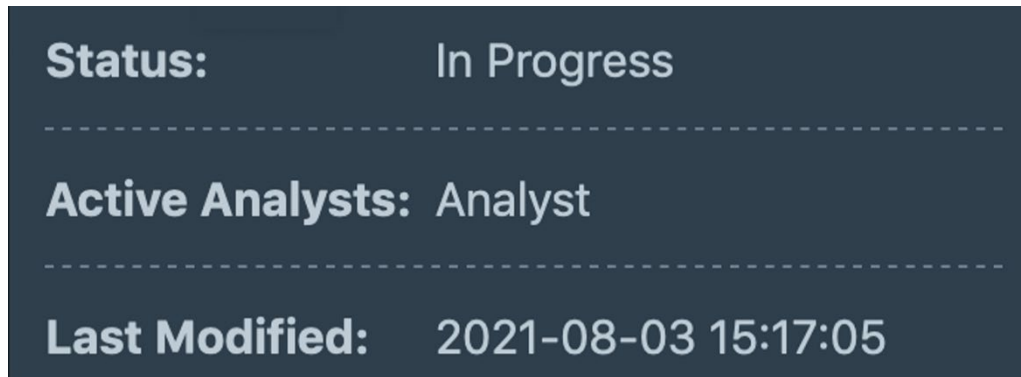 Status: In Progress
Active Analysts: Analyst
Last Modified: 2021-08-03 15:17:05